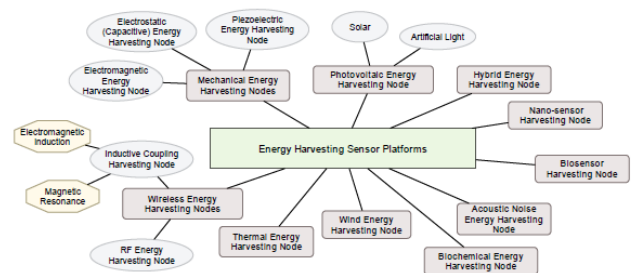 Electrostatic
(Capacitive) Energy
Harvesting Node
Piezoelectric
Energy Harvesting
Node
Solar
Artificial Light
Electromagnetic
Energy
Harvesting Node
Mechanical Energy
Harvesting Nodes
Photovoltaic Energy
Harvesting Node
Hybrid Energy
Harvesting Node
Nano-sensor
Harvesting Node
Electromagnetic
Induction
Inductive Coupling
Harvesting Node
Energy Harvesting Sensor Platforms
Biosensor
Harvesting Node
Magnetic
Resonance
Wireless Energy
Harvesting Nodes
Wind Energy
Harvesting Node
Acoustic Noise
Energy Harvesting
Node
RF Energy
Harvesting Node
Thermal Energy
Harvesting Node
Biochemical Energy
Harvesting Node